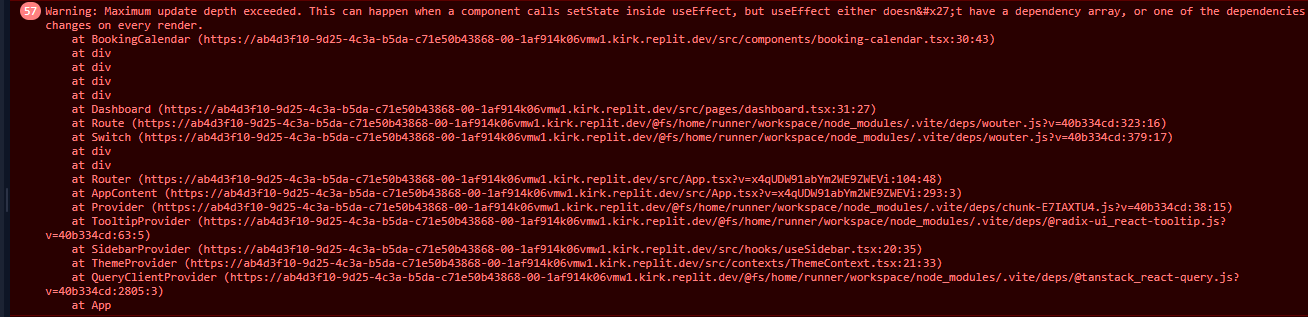 57 Warning: Maximum update depth exceeded. This can happen when a component calls setState inside useEffect, but useEffect either doesn&#x27;t have a dependency array, or one of the dependencies
changes on every render.
at BookingCalendar (https://ab4d3f10-9d25-4c3a-b5da-c71e50b43868-00-1af914k06vmw1.kirk.replit.dev/src/components/booking-calendar.tsx:30:43)
at div
at div
at div
at div
at Dashboard (https://ab4d3f10-9d25-4c3a-b5da-c71e50b43868-00-1af914k06vmw1.kirk.replit.dev/src/pages/dashboard.tsx:31:27)
at Route (https://ab4d3f10-9d25-4c3a-b5da-c71e50b43868-00-1af914k06vmw1.kirk.replit.dev/@fs/home/runner/workspace/node_modules/.vite/deps/wouter.js?v=40b334cd:323:16)
at Switch (https://ab4d3f10-9d25-4c3a-b5da-c71e50b43868-00-1af914k06vmw1.kirk.replit.dev/@fs/home/runner/workspace/node_modules/.vite/deps/wouter.js?v=40b334cd:379:17)
at div
at div
at Router (https://ab4d3f10-9d25-4c3a-b5da-c71e50b43868-00-1af914k06vmw1.kirk.replit.dev/src/App.tsx?v=x4qUDW91abYm2WE9ZWEVi:104:48)
at AppContent (https://ab4d3f10-9d25-4c3a-b5da-c71e50b43868-00-1af914k06vmw1.kirk.replit.dev/src/App.tsx?v=x4qUDW91abYm2WE9ZWEVi:293:3)
at Provider (https://ab4d3f10-9d25-4c3a-b5da-c71e50b43868-00-1af914k06vmw1.kirk.replit.dev/@fs/home/runner/workspace/node_modules/.vite/deps/chunk-E7IAXTU4.js?v=40b334cd:38:15)
at TooltipProvider (https://ab4d3f10-9d25-4c3a-b5da-c71e50b43868-00-1af914k06vmw1.kirk.replit.dev/@fs/home/runner/workspace/node_modules/.vite/deps/@radix-ui_react-tooltip.js?
v=40b334cd:63:5)
at SidebarProvider (https://ab4d3f10-9d25-4c3a-b5da-c71e50b43868-00-1af914k06vmw1.kirk.replit.dev/src/hooks/useSidebar.tsx:20:35)
at ThemeProvider (https://ab4d3f10-9d25-4c3a-b5da-c71e50b43868-00-1af914k06vmw1.kirk.replit.dev/src/contexts/ThemeContext.tsx:21:33)
at QueryClientProvider (https://ab4d3f10-9d25-4c3a-b5da-c71e50b43868-00-1af914k06vmw1.kirk.replit.dev/@fs/home/runner/workspace/node_modules/.vite/deps/@tanstack_react-query.js?
v=40b334cd:2805:3)
at App